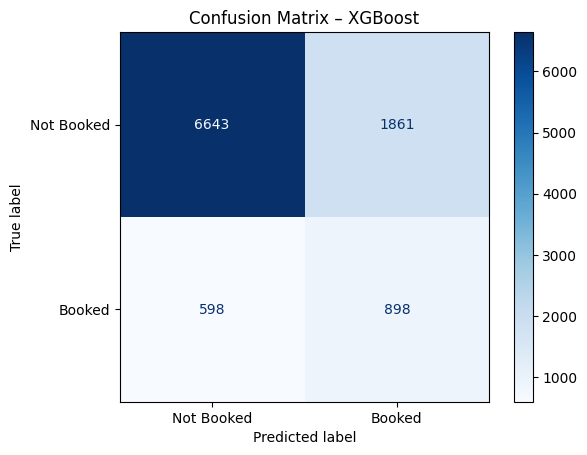 Confusion Matrix – XGBoost
Not Booked
6643
1861
Booked
598
898
Not Booked
Booked
Predicted label
True label
6000
5000
4000
3000
2000
1000